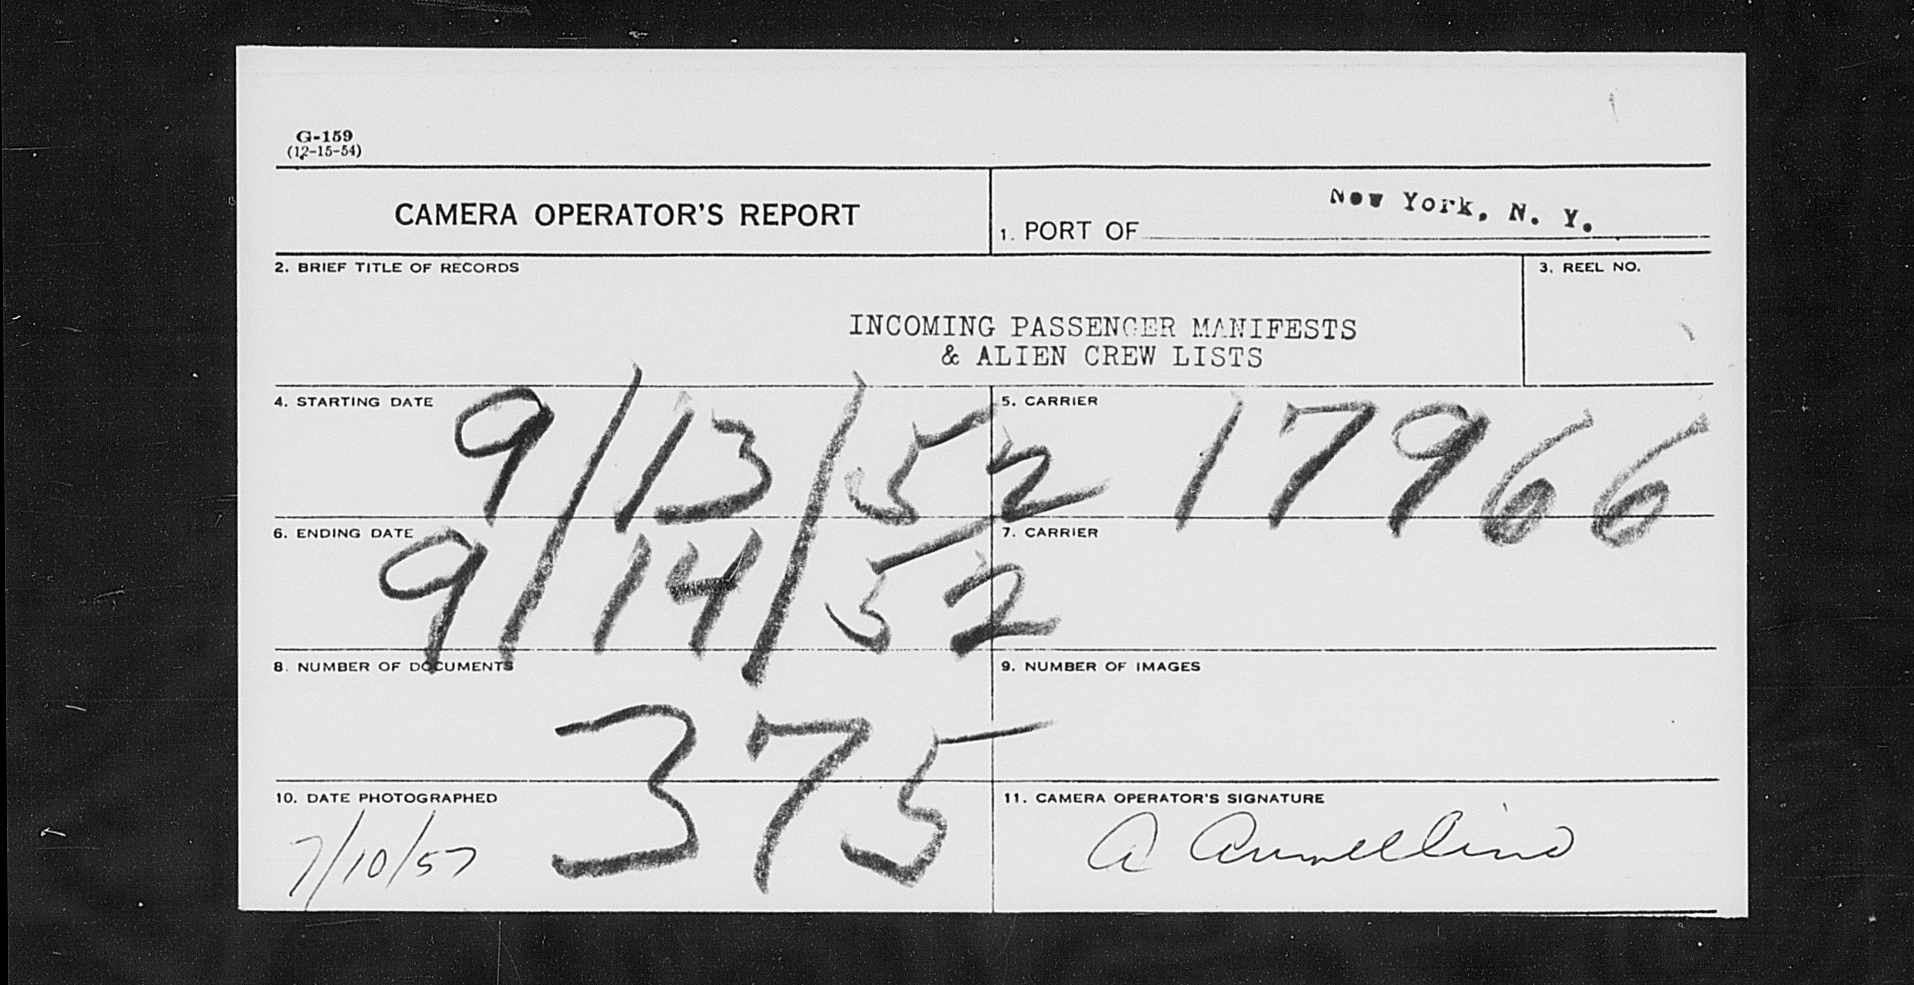 G-159
(12-15-54)
CAMERA OPERATOR'S REPORT
1. PORT OF New York, N. Y.
2. BRIEF TITLE OF RECORDS
INCOMING PASSENGER MANIFESTS
& ALIEN CREW LISTS
3. REEL NO.
4. STARTING DATE
9/13/52
5. CARRIER
17966
6. ENDING DATE
9/14/52
7. CARRIER
8. NUMBER OF DOCUMENTS
375
9. NUMBER OF IMAGES
10. DATE PHOTOGRAPHED
7/10/57
11. CAMERA OPERATOR'S SIGNATURE
A